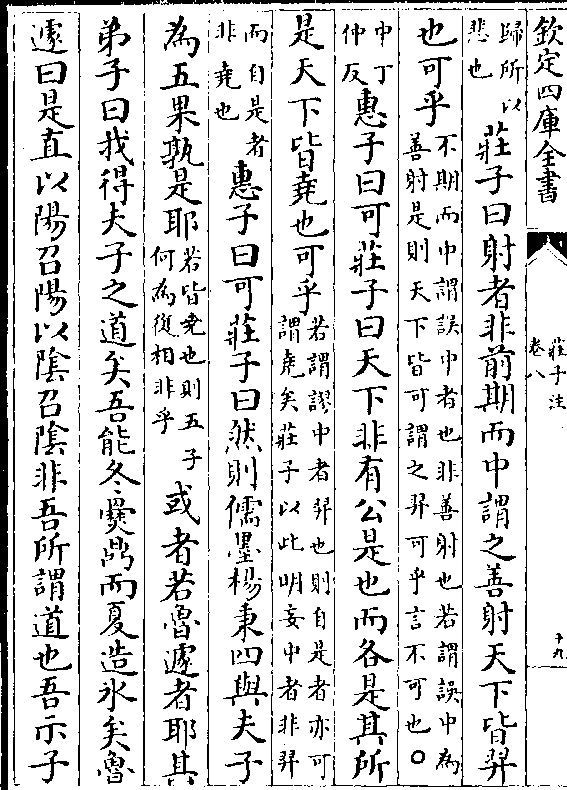 欽定四庫全書
莊子注
卷八
十九
歸所以
悲也
莊子曰射者非前期而中謂之善射天下皆羿
也可乎
不期而中謂誤中者也非善射也若謂誤中為
善射是則天下皆可謂之羿可乎言不可也○
中丁
仲反
惠子曰可莊子曰天下非有公是也而各是其所
是天下皆堯也可乎
若謂謬中者羿也則自是者亦可
謂堯矣莊子以此明妄中者非羿
而自是者
非堯也
惠子曰可莊子曰然則儒墨楊秉四與夫子
為五果孰是耶
若皆堯也則五子
何為復相非乎
或者若魯遽者耶其
弟子曰我得夫子之道矣吾能冬爨鼎而夏造冰矣魯
遽曰是直以陽召陽以陰召陰非吾所謂道也吾示子